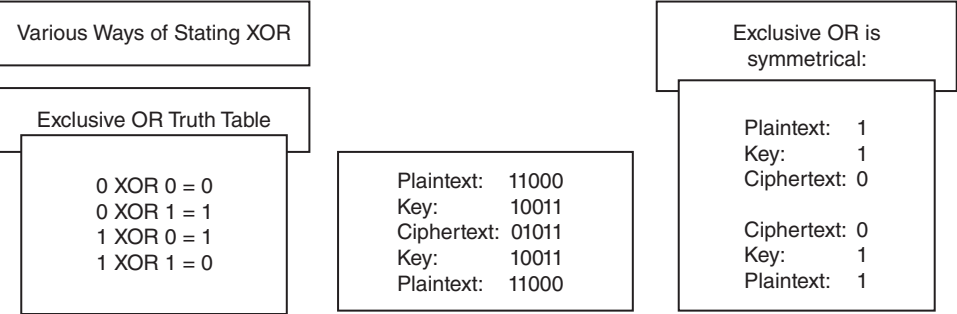 Various Ways of Stating XOR
Exclusive OR Truth Table
0 XOR 0 = 0
0 XOR 1 = 1
1 XOR 0 = 1
1 XOR 1 = 0
Plaintext: 11000
Key: 10011
Ciphertext: 01011
Key: 10011
Plaintext: 11000
Exclusive OR is
symmetrical:
Plaintext: 1
Key: 1
Ciphertext: 0
Ciphertext: 0
Key: 1
Plaintext: 1